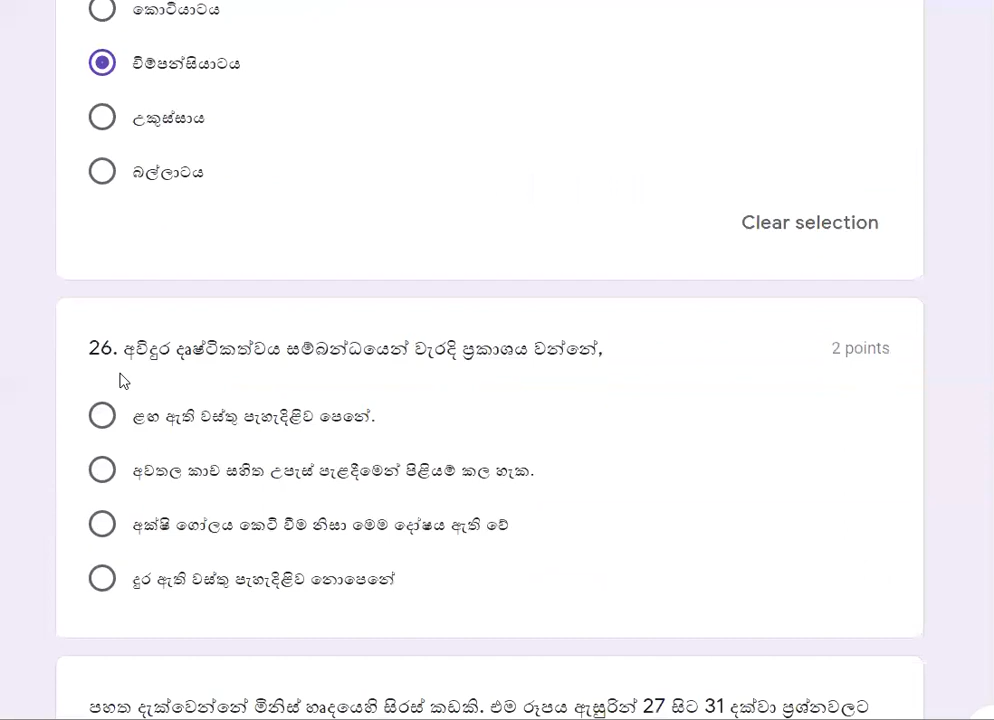 කොටියාටය
චිම්පන්සියාටය
උකුස්සාය
බල්ලාටය
Clear selection
26. අවිදුර දෘෂ්ටිකත්වය සම්බන්ධයෙන් වැරදි ප්‍රකාශය වන්නේ,
2 points
ළඟ ඇති වස්තු පැහැදිළිව පෙනේ.
අවතල කාච සහිත උපැස් පැළඳීමෙන් පිළියම් කල හැක.
අක්ෂි ගෝලය කෙටි වීම නිසා මෙම දෝෂය ඇති වේ
දුර ඇති වස්තු පැහැදිළිව නොපෙනේ
පහත දැක්වෙන්නේ මිනිස් හෘදයෙහි සිරස් කඩකි. එම රූපය ඇසුරින් 27 සිට 31 දක්වා ප්‍රශ්නවලට